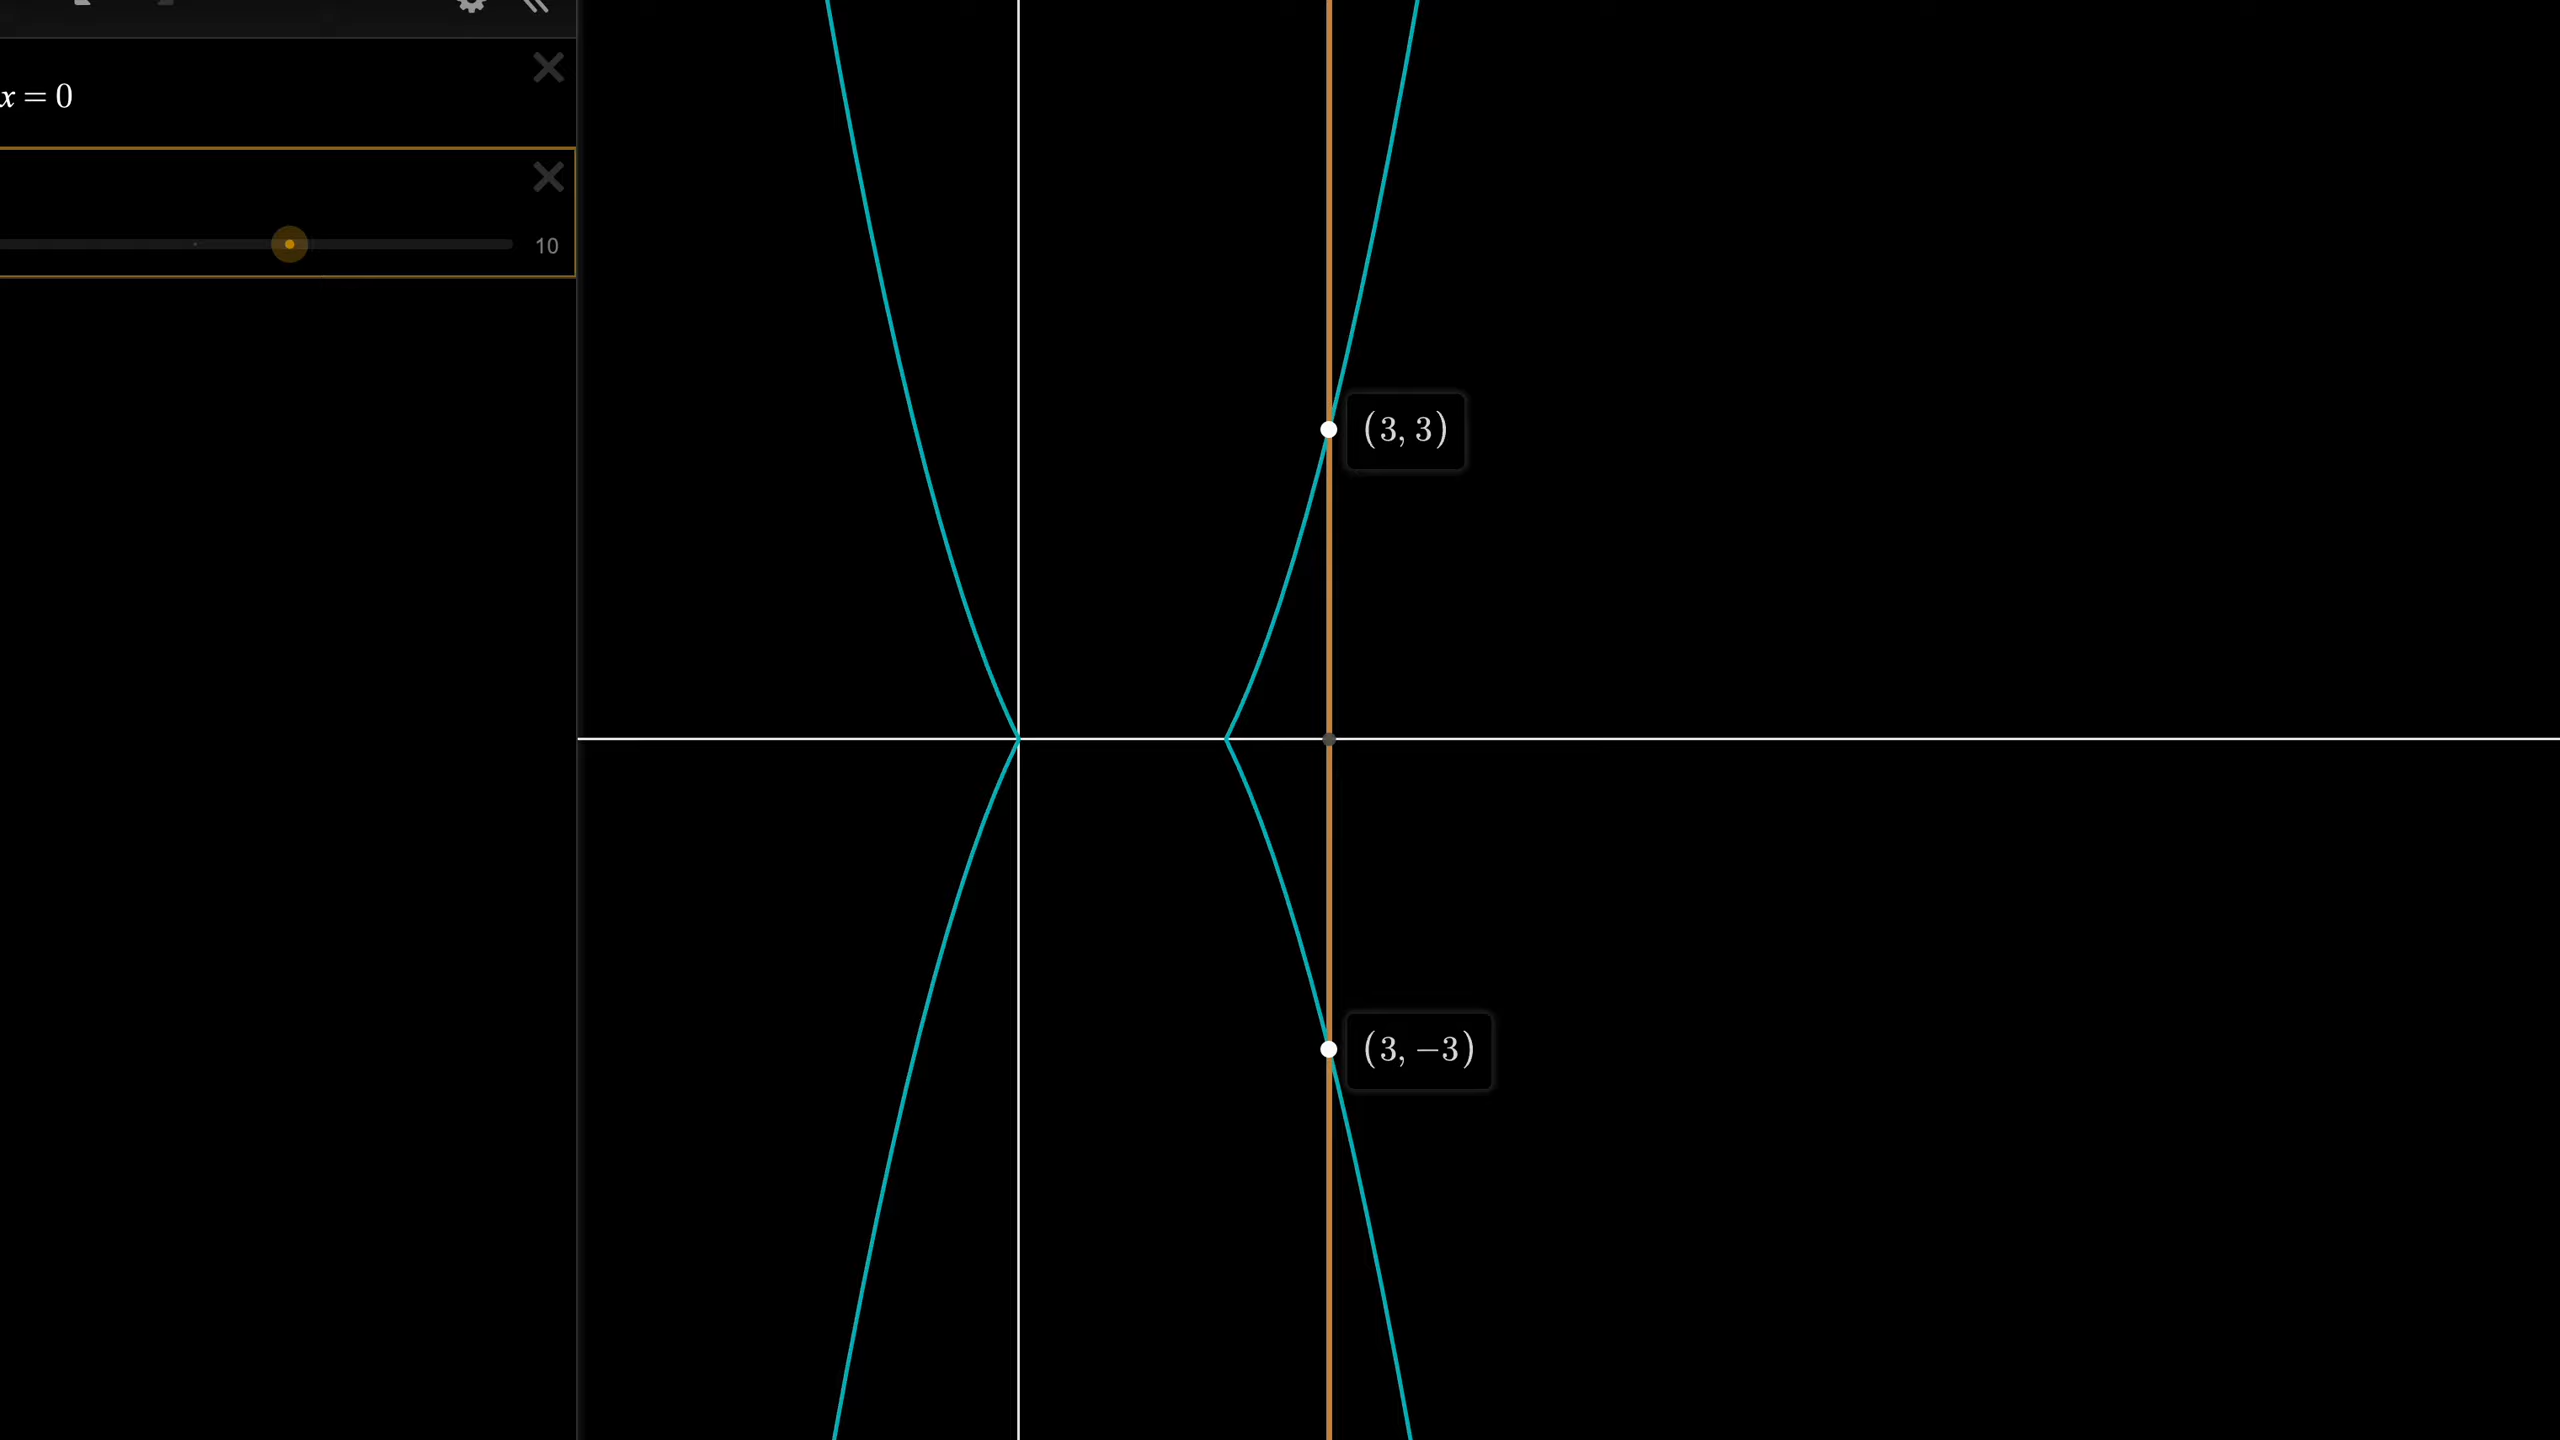 x = 0
10
(3, 3)
(3, −3)